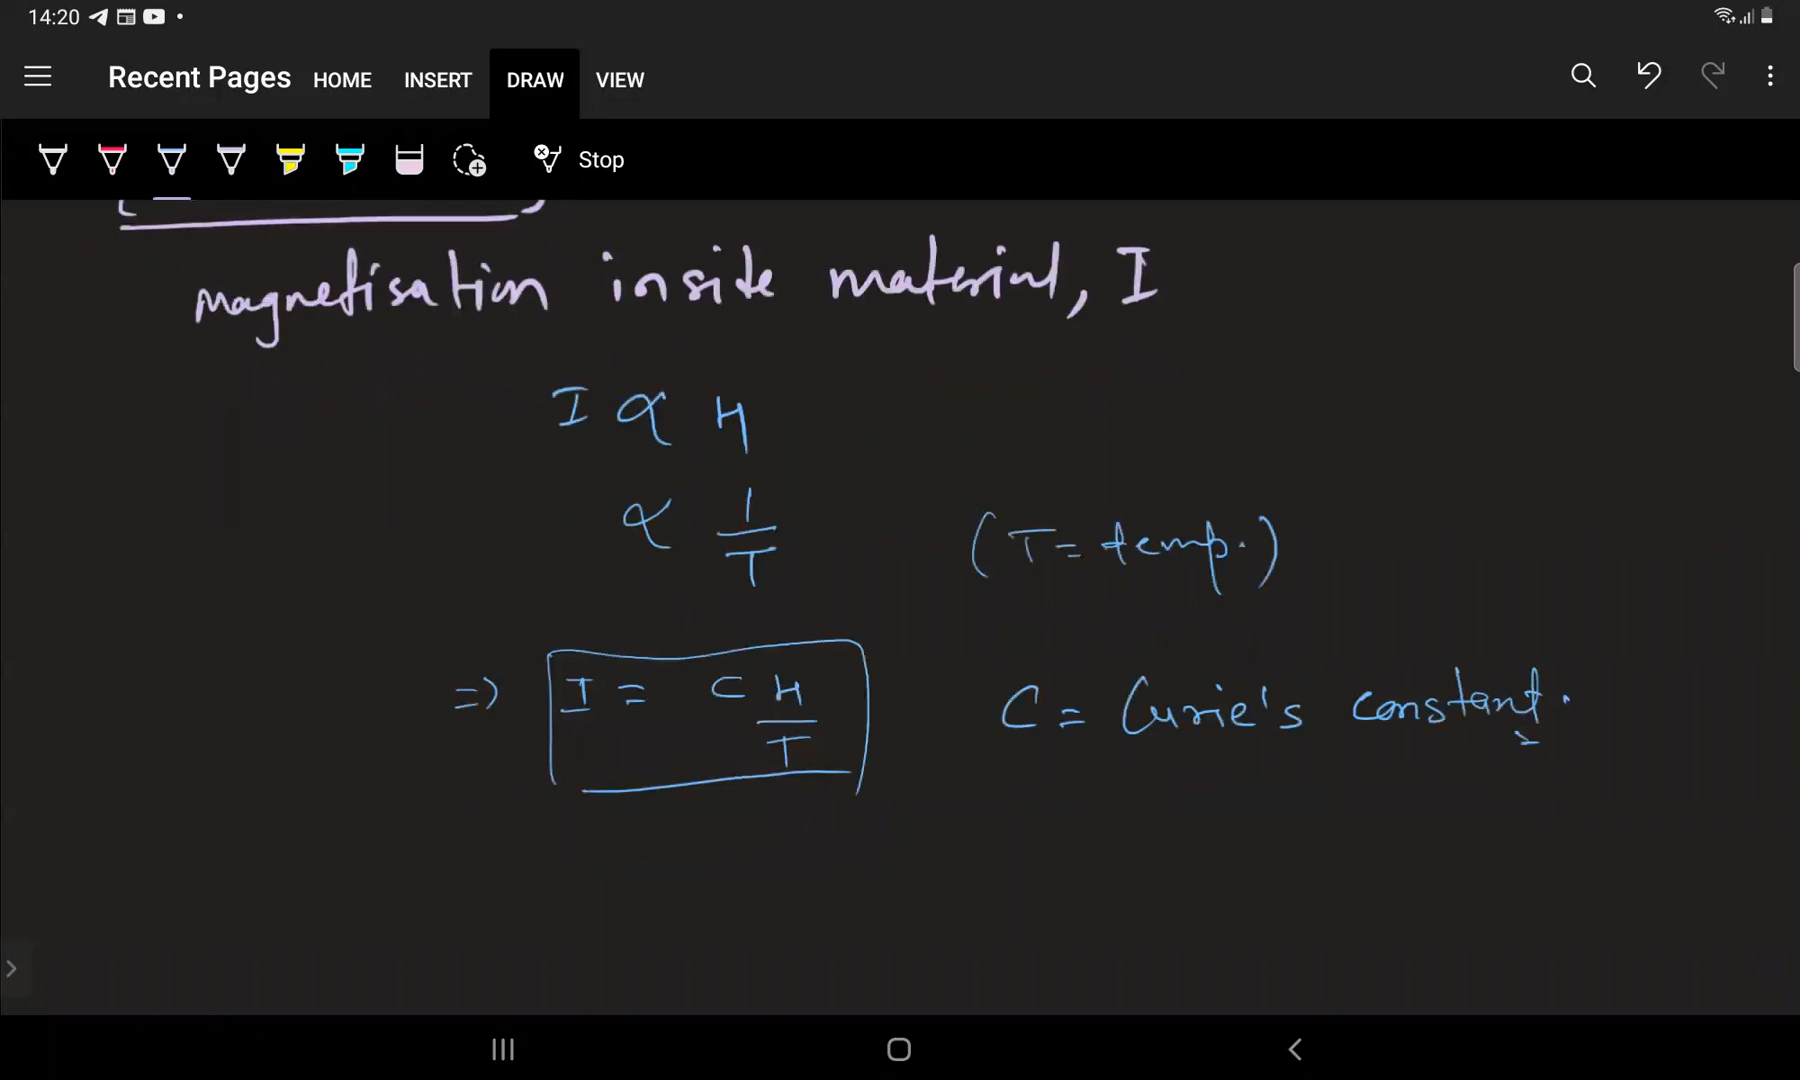 14:20
Recent Pages HOME INSERT DRAW VIEW
Stop
magnetisation inside material, I
I ∝ H
∝ 1/T (T = temp.)
=> I = C H/T C = Curie's constant.